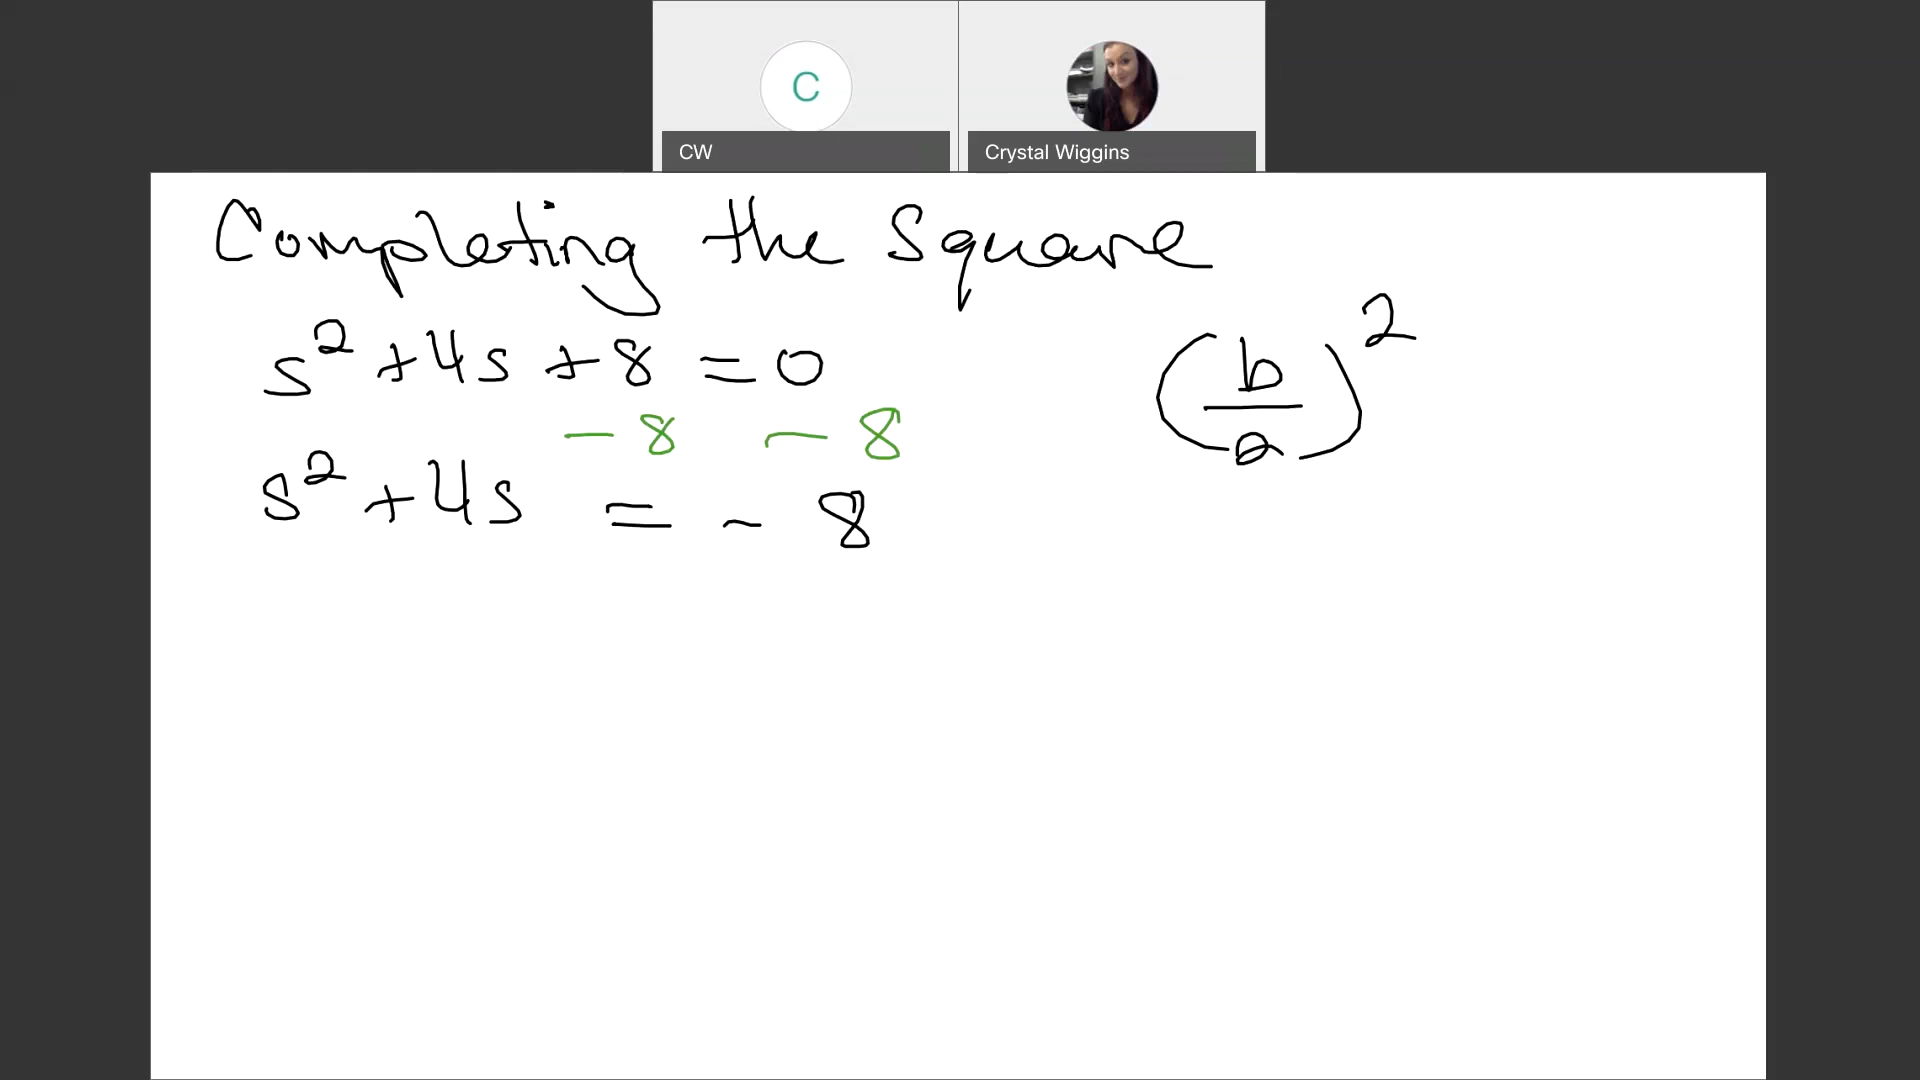 C
CW
Crystal Wiggins
Completing the Square
s² + 4s + 8 = 0
- 8 - 8
s² + 4s = - 8
(b/2)²